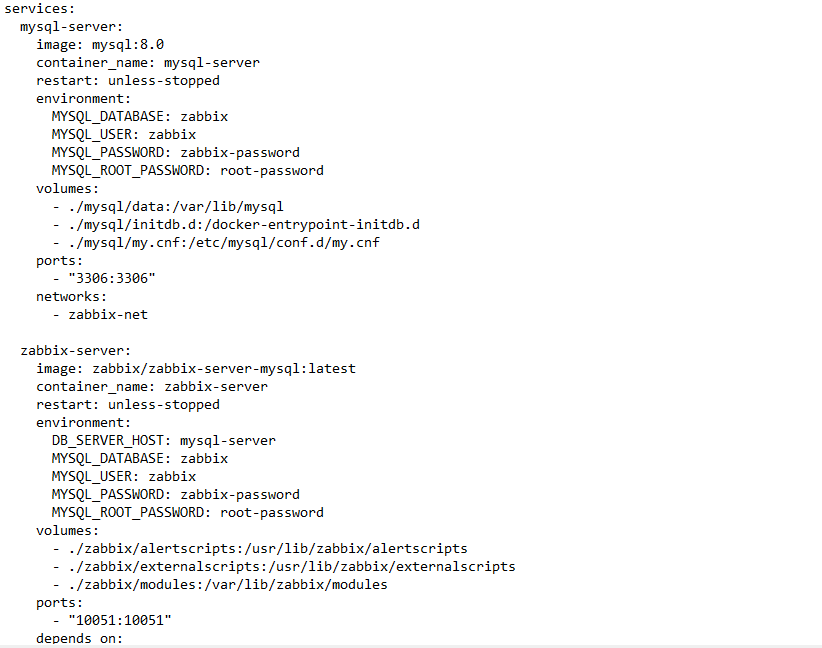 services:
  mysql-server:
    image: mysql:8.0
    container_name: mysql-server
    restart: unless-stopped
    environment:
      MYSQL_DATABASE: zabbix
      MYSQL_USER: zabbix
      MYSQL_PASSWORD: zabbix-password
      MYSQL_ROOT_PASSWORD: root-password
    volumes:
      - ./mysql/data:/var/lib/mysql
      - ./mysql/initdb.d:/docker-entrypoint-initdb.d
      - ./mysql/my.cnf:/etc/mysql/conf.d/my.cnf
    ports:
      - "3306:3306"
    networks:
      - zabbix-net

  zabbix-server:
    image: zabbix/zabbix-server-mysql:latest
    container_name: zabbix-server
    restart: unless-stopped
    environment:
      DB_SERVER_HOST: mysql-server
      MYSQL_DATABASE: zabbix
      MYSQL_USER: zabbix
      MYSQL_PASSWORD: zabbix-password
      MYSQL_ROOT_PASSWORD: root-password
    volumes:
      - ./zabbix/alertscripts:/usr/lib/zabbix/alertscripts
      - ./zabbix/externalscripts:/usr/lib/zabbix/externalscripts
      - ./zabbix/modules:/var/lib/zabbix/modules
    ports:
      - "10051:10051"
    depends_on: